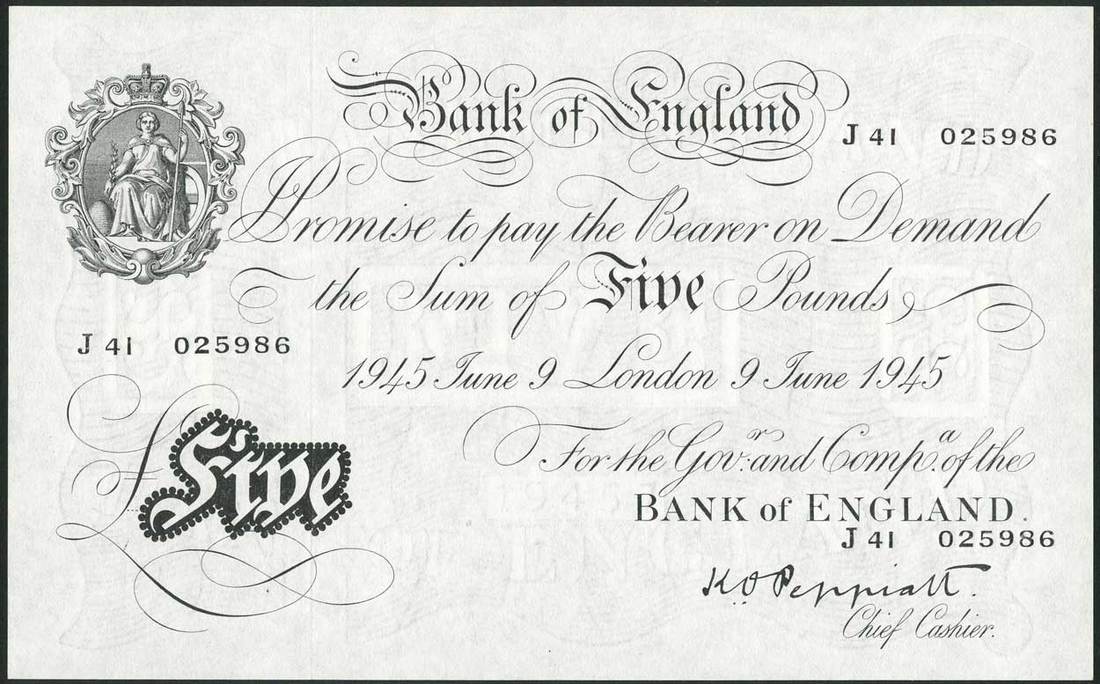 Bank of England
J 41 025986
I Promise to pay the Bearer on Demand
the Sum of Five Pounds
J 41 025986
1945 June 9 London 9 June 1945
£Five
For the Govr. and Compa. of the
BANK of ENGLAND.
J 41 025986
K O Peppiatt.
Chief Cashier.